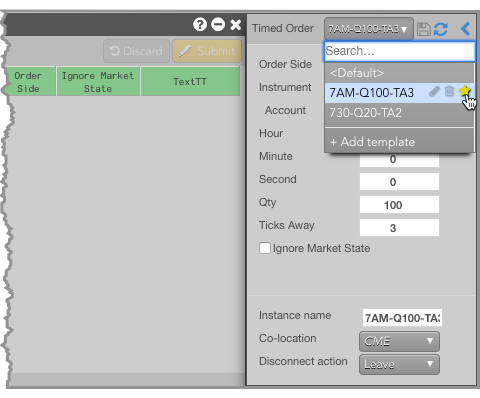 Timed Order 7AM-Q100-TA3
Discard Submit
Search...
Order Side Ignore Market State TextTT
Order Side
<Default>
Instrument 7AM-Q100-TA3
Account 730-Q20-TA2
Hour
+ Add template
Minute 0
Second 0
Qty 100
Ticks Away 3
Ignore Market State
Instance name 7AM-Q100-TA
Co-location CME
Disconnect action Leave